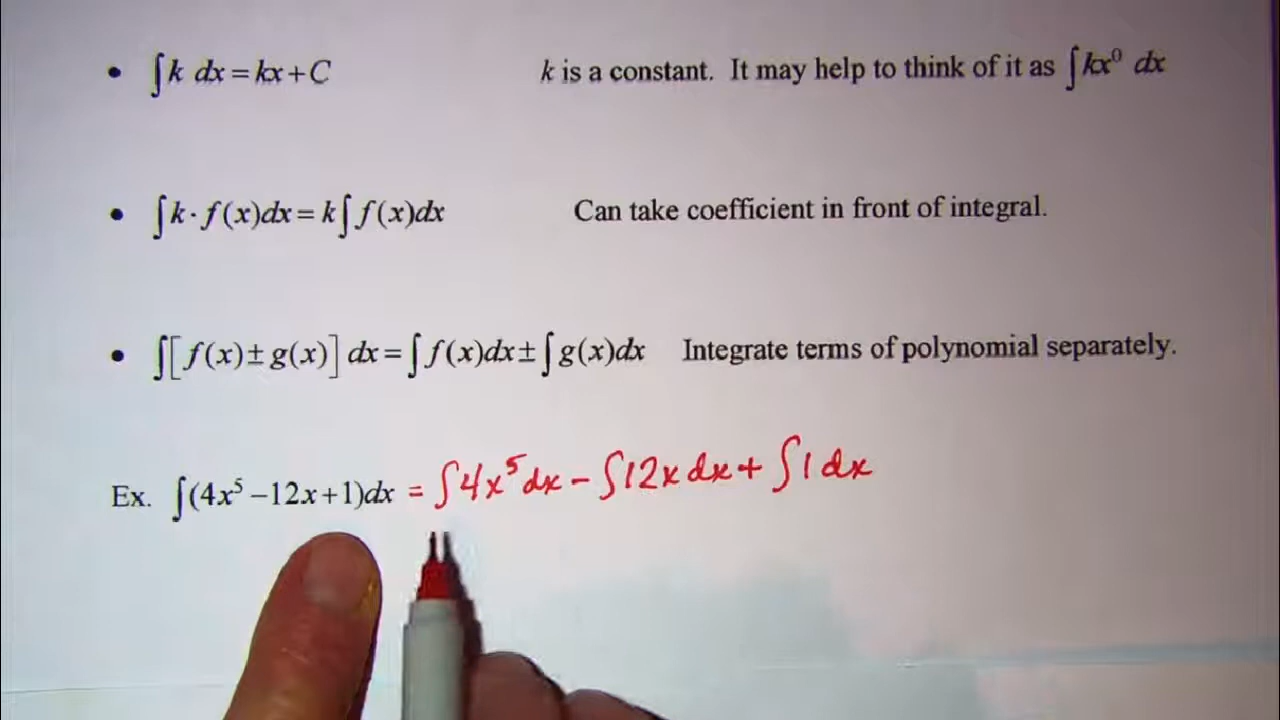 • ∫k dx = kx + C k is a constant. It may help to think of it as ∫kx⁰ dx
• ∫k · f(x)dx = k∫f(x)dx Can take coefficient in front of integral.
• ∫[f(x) ± g(x)] dx = ∫f(x)dx ± ∫g(x)dx Integrate terms of polynomial separately.
Ex. ∫(4x⁵ – 12x + 1)dx = ∫4x⁵dx – ∫12x dx + ∫1 dx